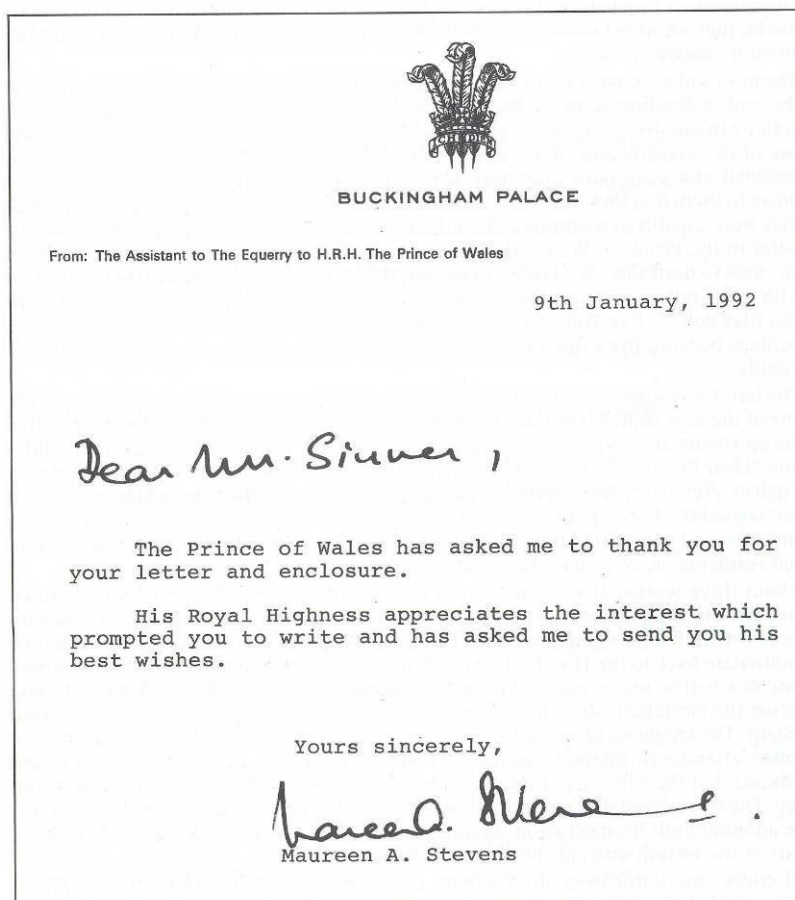 BUCKINGHAM PALACE
From: The Assistant to The Equerry to H.R.H. The Prince of Wales
9th January, 1992
Dear Mr. Sinner,
The Prince of Wales has asked me to thank you for
your letter and enclosure.
His Royal Highness appreciates the interest which
prompted you to write and has asked me to send you his
best wishes.
Yours sincerely,
Maureen A. Stevens